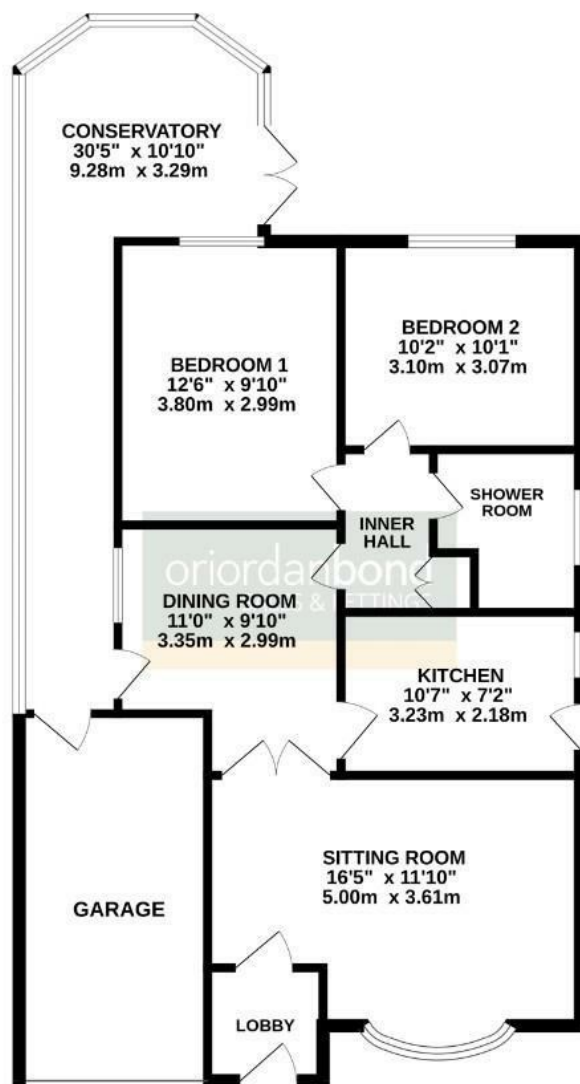 CONSERVATORY
30'5" x 10'10"
9.28m x 3.29m
BEDROOM 1
12'6" x 9'10"
3.80m x 2.99m
BEDROOM 2
10'2" x 10'1"
3.10m x 3.07m
SHOWER
ROOM
INNER
HALL
oriordanbond
S & LETTINGS
DINING ROOM
11'0" x 9'10"
3.35m x 2.99m
KITCHEN
10'7" x 7'2"
3.23m x 2.18m
SITTING ROOM
16'5" x 11'10"
5.00m x 3.61m
GARAGE
LOBBY